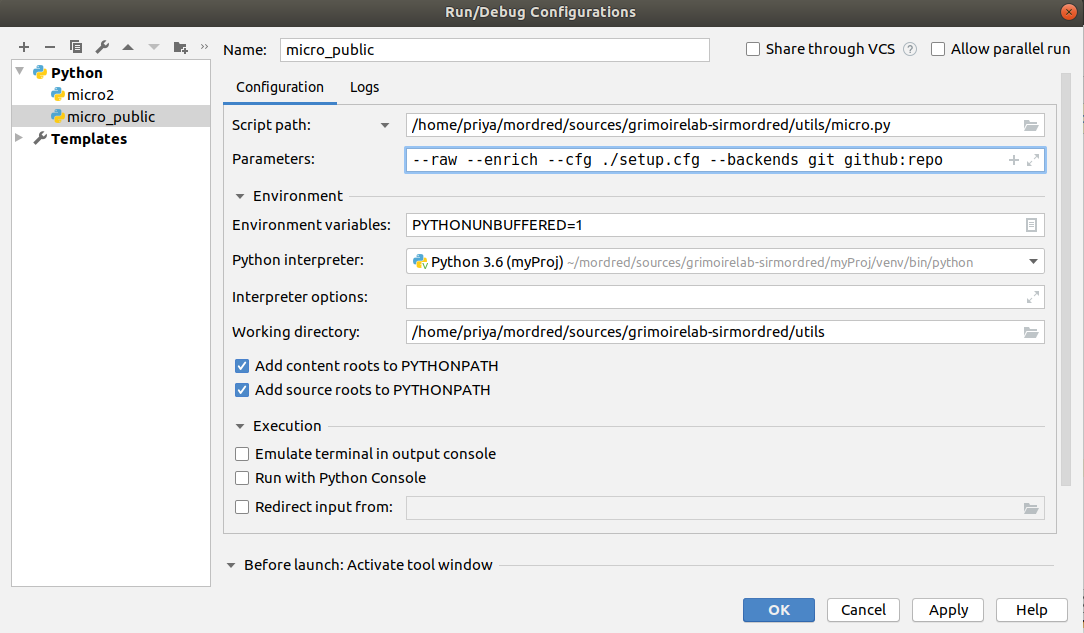 Run/Debug Configurations
Name: micro_public Share through VCS ? Allow parallel run
Python
micro2
micro_public
Templates
Configuration Logs
Script path: /home/priya/mordred/sources/grimoirelab-sirmordred/utils/micro.py
Parameters: --raw --enrich --cfg ./setup.cfg --backends git github:repo
Environment
Environment variables: PYTHONUNBUFFERED=1
Python interpreter: Python 3.6 (myProj) ~/mordred/sources/grimoirelab-sirmordred/myProj/venv/bin/python
Interpreter options:
Working directory: /home/priya/mordred/sources/grimoirelab-sirmordred/utils
Add content roots to PYTHONPATH
Add source roots to PYTHONPATH
Execution
Emulate terminal in output console
Run with Python Console
Redirect input from:
Before launch: Activate tool window
OK Cancel Apply Help